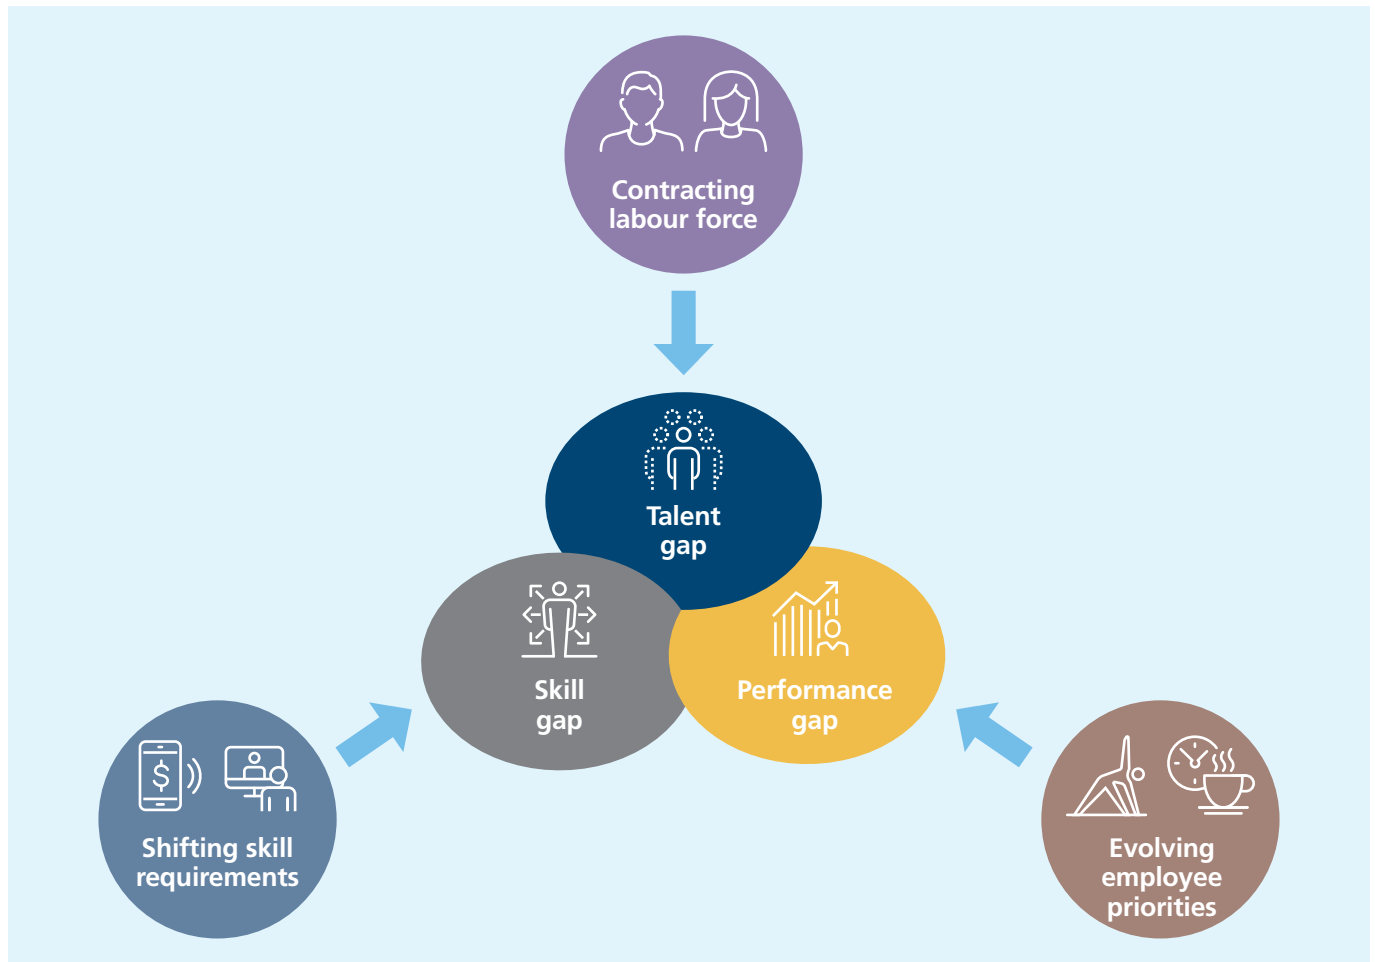 Contracting
labour force
Talent
gap
Skill
gap
Performance
gap
$
Shifting skill
requirements
Evolving
employee
priorities